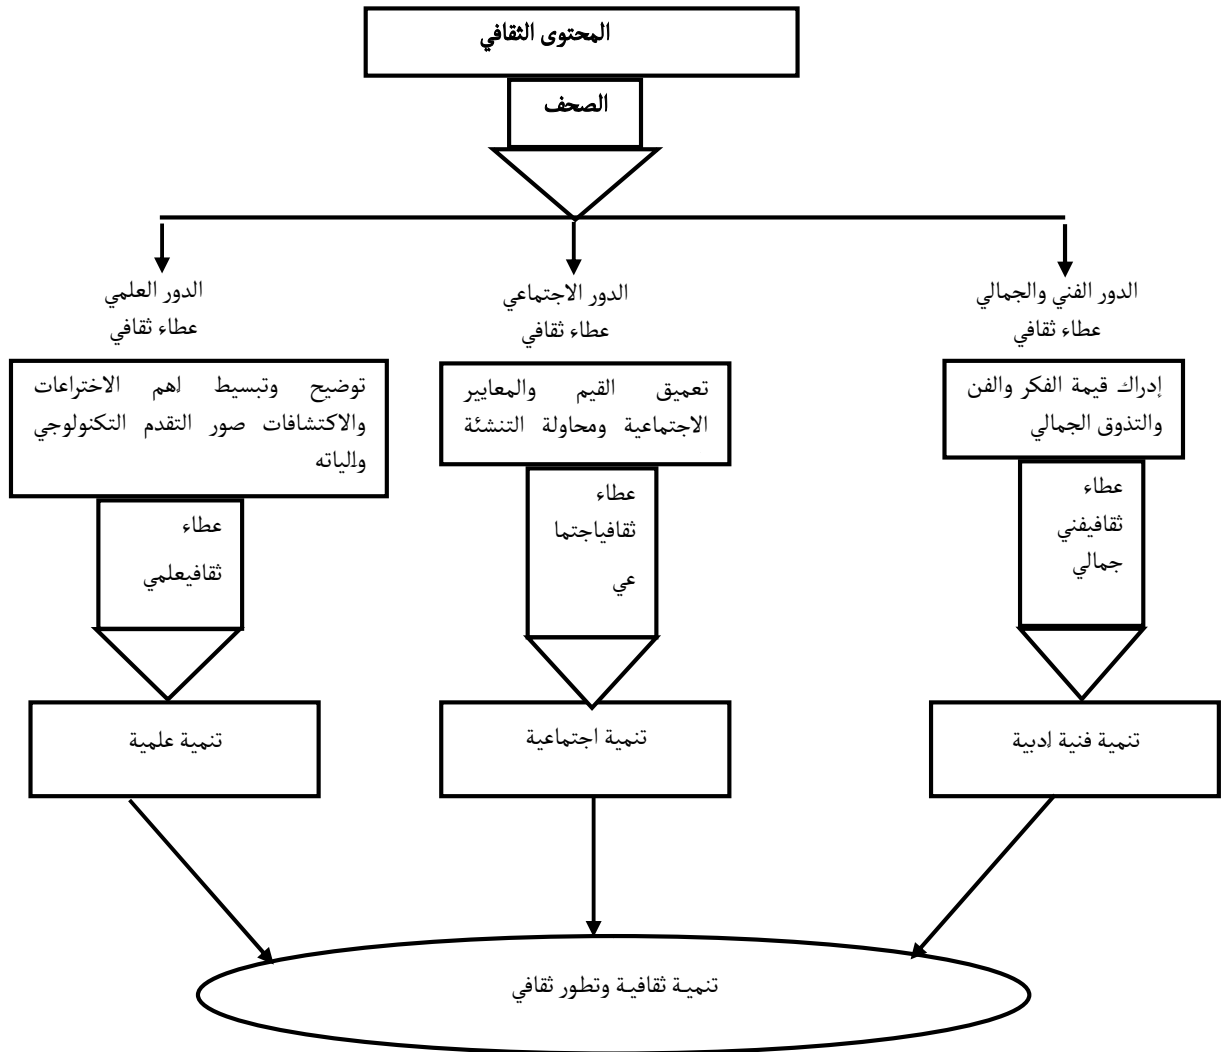 المحتوى الثقافي
الصحف
الدور الفني والجمالي
عطاء ثقافي
إدراك قيمة الفكر والفن
والتذوق الجمالي
عطاء
ثقافيفني
جمالي
تنمية فنية ادبية
الدور الاجتماعي
عطاء ثقافي
تعميق القيم والمعايير
الاجتماعية ومحاولة التنشئة
عطاء
ثقافياجتما
عي
تنمية اجتماعية
الدور العلمي
عطاء ثقافي
توضيح وتبسيط اهم الاختراعات
والاكتشافات صور التقدم التكنولوجي
والياته
عطاء
ثقافيعلمي
تنمية علمية
تنمية ثقافية وتطور ثقافي